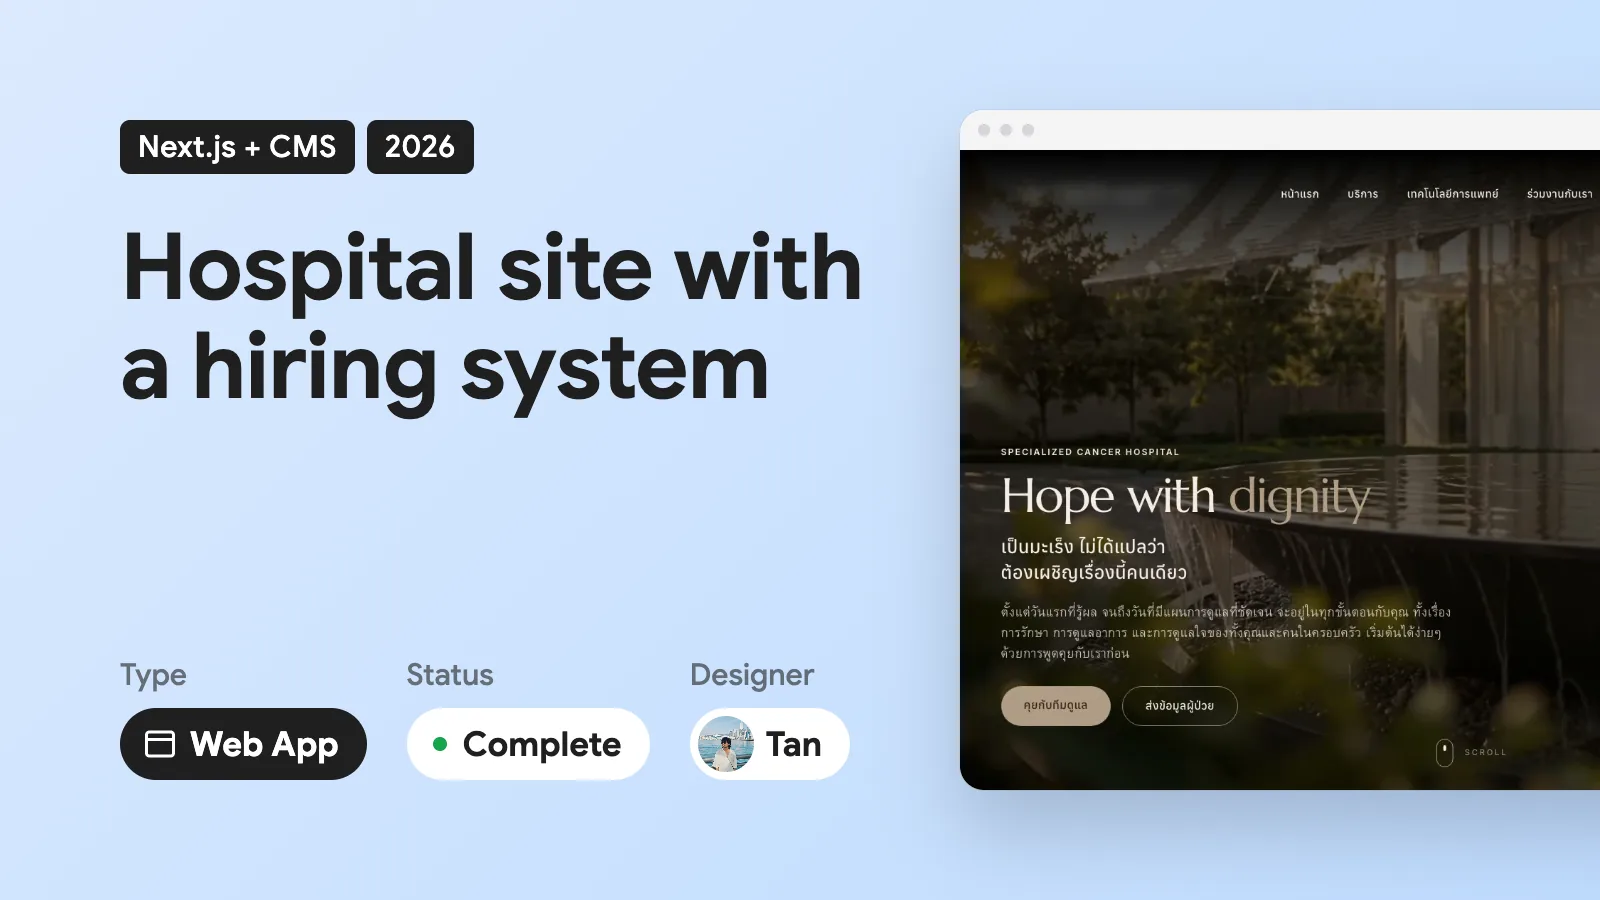 Next.js + CMS
2026
Hospital site with
a hiring system
Type
Web App
Status
Complete
Designer
Tan
หน้าแรก
บริการ
เทคโนโลยีการแพทย์
ร่วมงานกับเรา
SPECIALIZED CANCER HOSPITAL
Hope with dignity
เป็นมะเร็ง ไม่ได้แปลว่า
ต้องเผชิญเรื่องนี้คนเดียว
ตั้งแต่วันแรกที่รู้ผล จนถึงวันที่มีแผนการดูแลที่ชัดเจน จะอยู่ในทุกขั้นตอนกับคุณ ทั้งเรื่อง
การรักษา การดูแลอาการ และการดูแลใจของทั้งคุณและคนในครอบครัว เริ่มต้นได้ง่ายๆ
ด้วยการพูดคุยกับเราก่อน
คุยกับทีมดูแล
ส่งข้อมูลผู้ป่วย
SCROLL